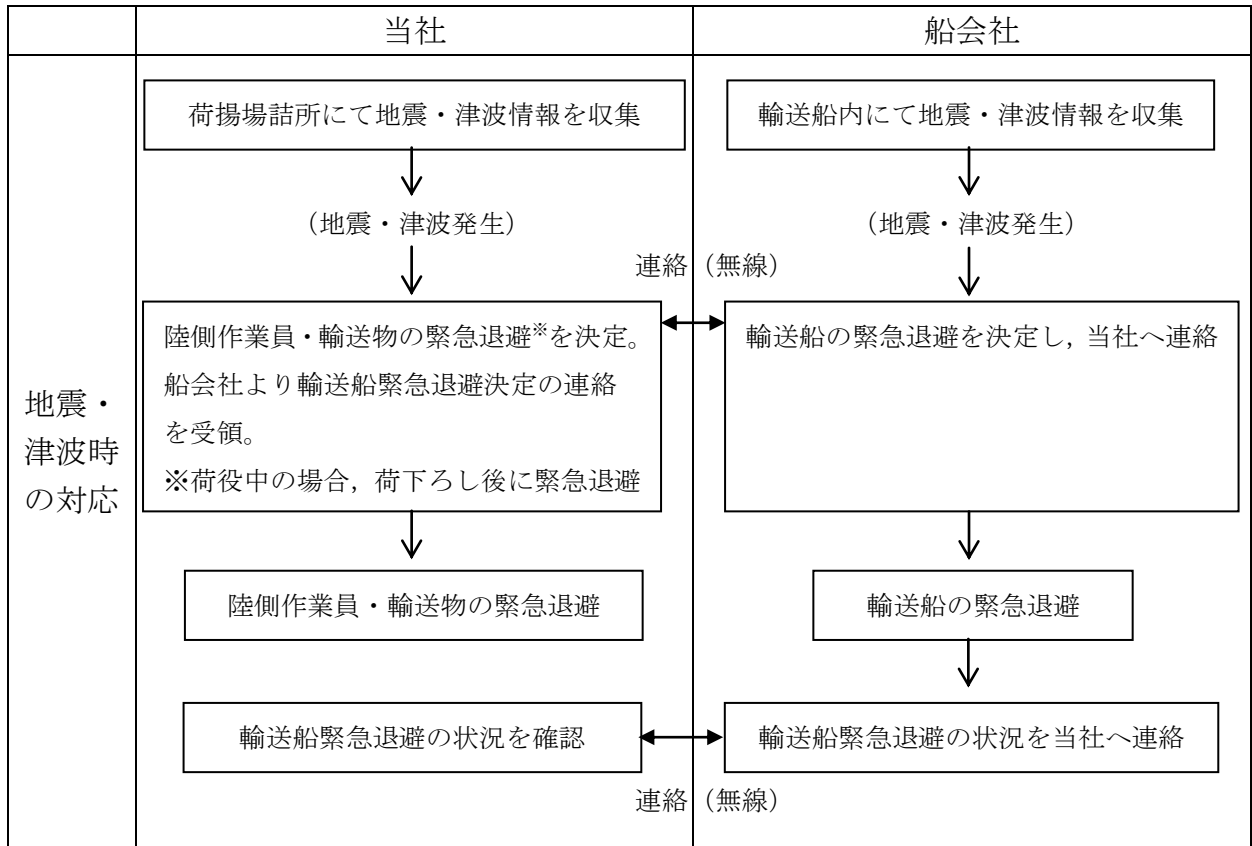 当社
船会社
地震・
津波時
の対応
荷揚場詰所にて地震・津波情報を収集
輸送船内にて地震・津波情報を収集
（地震・津波発生）
（地震・津波発生）
連絡（無線）
陸側作業員・輸送物の緊急退避※を決定。
船会社より輸送船緊急退避決定の連絡
を受領。
※荷役中の場合，荷下ろし後に緊急退避
輸送船の緊急退避を決定し，当社へ連絡
陸側作業員・輸送物の緊急退避
輸送船の緊急退避
輸送船緊急退避の状況を確認
輸送船緊急退避の状況を当社へ連絡
連絡（無線）